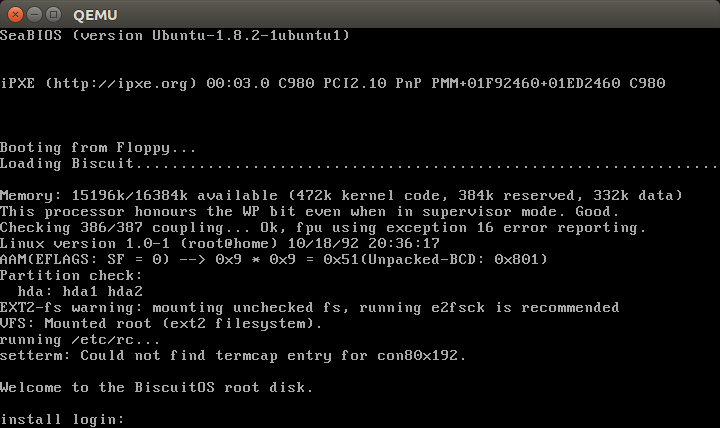 QEMU
SeaBIOS (version Ubuntu-1.8.2-1ubuntu1)
iPXE (http://ipxe.org) 00:03.0 C980 PCI2.10 PnP PMM+01F92460+01ED2460 C980
Booting from Floppy...
Loading Biscuit................................................................
Memory: 15196k/16384k available (472k kernel code, 384k reserved, 332k data)
This processor honours the WP bit even when in supervisor mode. Good.
Checking 386/387 coupling... Ok, fpu using exception 16 error reporting.
Linux version 1.0-1 (root@home) 10/18/92 20:36:17
AAM(EFLAGS: SF = 0) --> 0x9 * 0x9 = 0x51(Unpacked-BCD: 0x801)
Partition check:
  hda: hda1 hda2
EXT2-fs warning: mounting unchecked fs, running e2fsck is recommended
VFS: Mounted root (ext2 filesystem).
running /etc/rc...
setterm: Could not find termcap entry for con80x192.
Welcome to the BiscuitOS root disk.
install login: